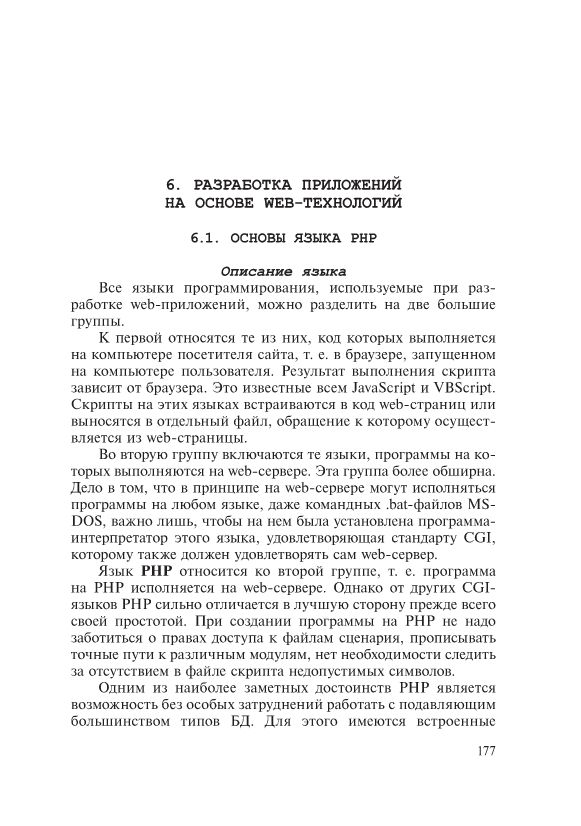 6. РАЗРАБОТКА ПРИЛОЖЕНИЙ
НА ОСНОВЕ WEB-ТЕХНОЛОГИЙ
6.1. ОСНОВЫ ЯЗЫКА PHP
Описание языка
Все языки программирования, используемые при раз-
работке web-приложений, можно разделить на две большие
группы.
К первой относятся те из них, код которых выполняется
на компьютере посетителя сайта, т. е. в браузере, запущенном
на компьютере пользователя. Результат выполнения скрипта
зависит от браузера. Это известные всем JavaScript и VBScript.
Скрипты на этих языках встраиваются в код web-страниц или
выносятся в отдельный файл, обращение к которому осущест-
вляется из web-страницы.
Во вторую группу включаются те языки, программы на ко-
торых выполняются на web-сервере. Эта группа более обширна.
Дело в том, что в принципе на web-сервере могут исполняться
программы на любом языке, даже командных .bat-файлов MS-
DOS, важно лишь, чтобы на нем была установлена программа-
интерпретатор этого языка, удовлетворяющая стандарту CGI,
которому также должен удовлетворять сам web-сервер.
Язык PHP относится ко второй группе, т. е. программа
на PHP исполняется на web-сервере. Однако от других CGI-
языков PHP сильно отличается в лучшую сторону прежде всего
своей простотой. При создании программы на PHP не надо
заботиться о правах доступа к файлам сценария, прописывать
точные пути к различным модулям, нет необходимости следить
за отсутствием в файле скрипта недопустимых символов.
Одним из наиболее заметных достоинств PHP является
возможность без особых затруднений работать с подавляющим
большинством типов БД. Для этого имеются встроенные
177